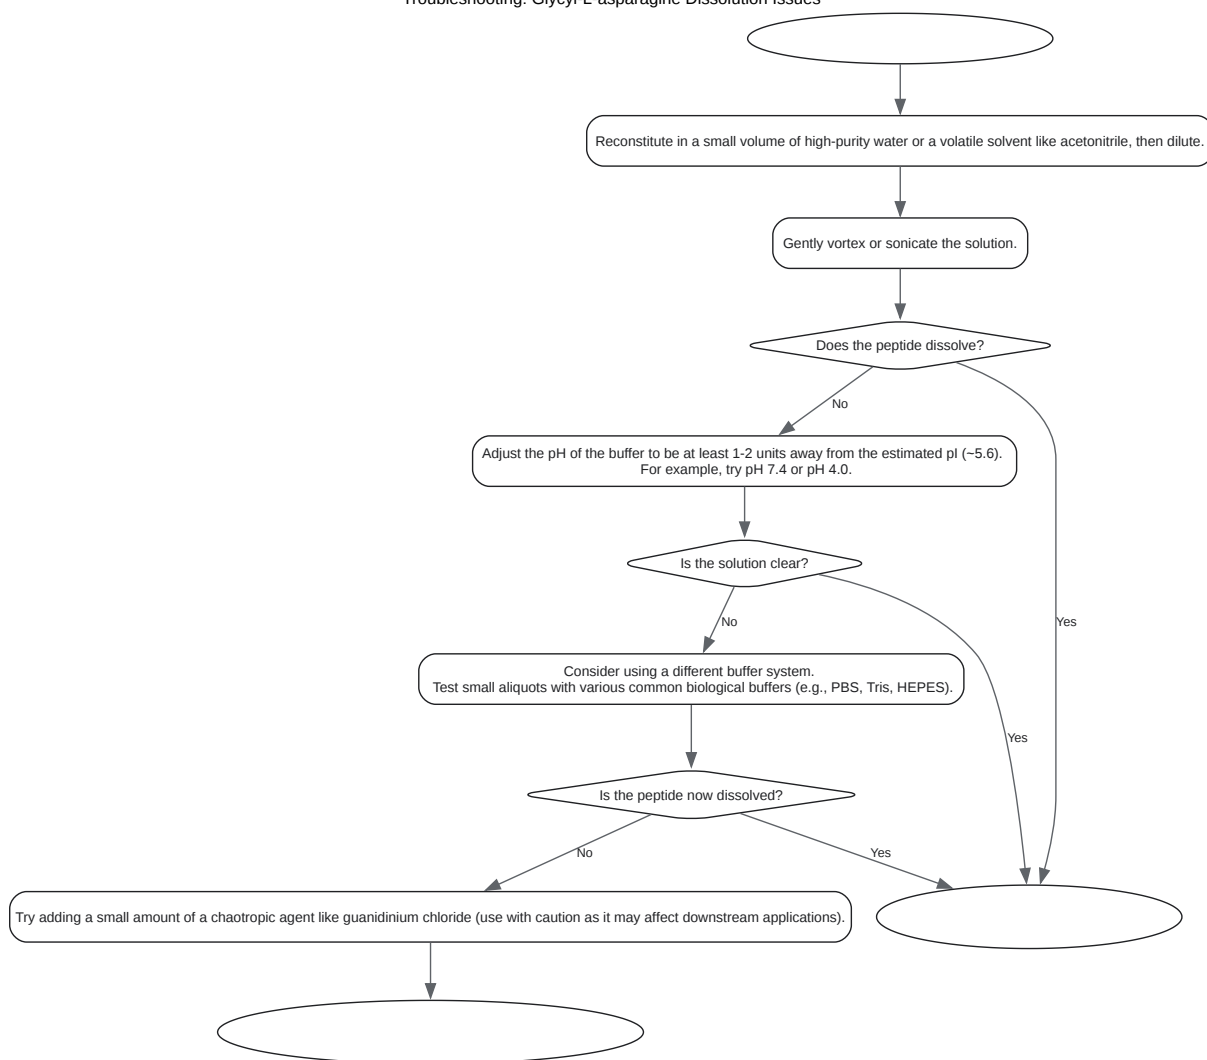 Troubleshooting: Glycyl-L-asparagine Dissolution Issues
Reconstitute in a small volume of high-purity water or a volatile solvent like acetonitrile, then dilute.
Gently vortex or sonicate the solution.
Does the peptide dissolve?
No
Adjust the pH of the buffer to be at least 1-2 units away from the estimated pI (~5.6).
For example, try pH 7.4 or pH 4.0.
Is the solution clear?
No
Yes
Consider using a different buffer system.
Test small aliquots with various common biological buffers (e.g., PBS, Tris, HEPES).
Yes
Is the peptide now dissolved?
No
Yes
Try adding a small amount of a chaotropic agent like guanidinium chloride (use with caution as it may affect downstream applications).